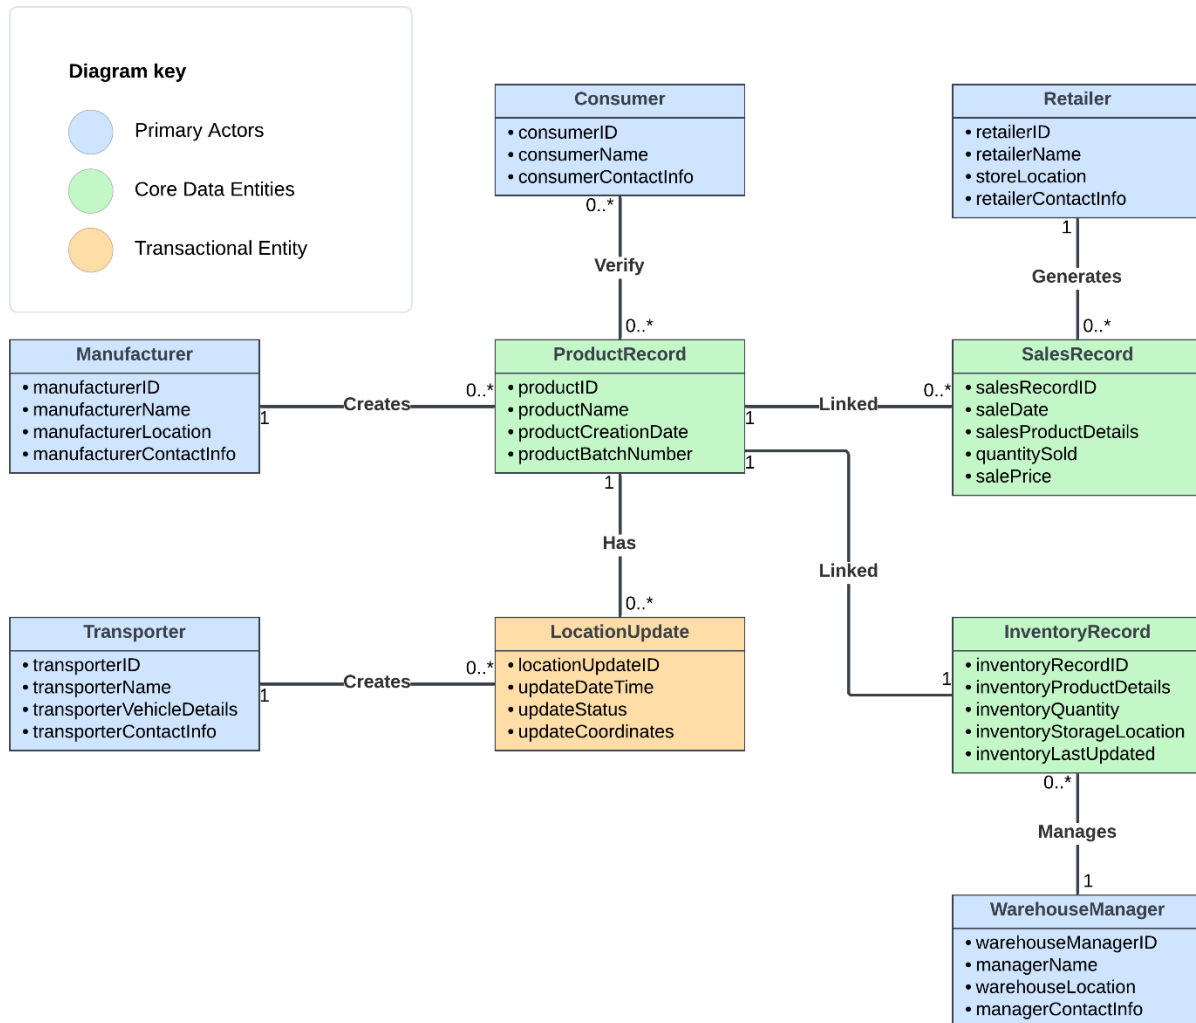 Diagram key
Primary Actors
Core Data Entities
Transactional Entity
Consumer
• consumerID
• consumerName
• consumerContactInfo
0..*
Verify
0..*
Retailer
• retailerID
• retailerName
• storeLocation
• retailerContactInfo
1
Generates
0..*
Manufacturer
• manufacturerID
• manufacturerName
• manufacturerLocation
• manufacturerContactInfo
1
Creates
0..*
ProductRecord
• productID
• productName
• productCreationDate
• productBatchNumber
1
Linked
0..*
SalesRecord
• salesRecordID
• saleDate
• salesProductDetails
• quantitySold
• salePrice
1
Linked
1
1
Has
0..*
Transporter
• transporterID
• transporterName
• transporterVehicleDetails
• transporterContactInfo
1
Creates
0..*
LocationUpdate
• locationUpdateID
• updateDateTime
• updateStatus
• updateCoordinates
InventoryRecord
• inventoryRecordID
• inventoryProductDetails
• inventoryQuantity
• inventoryStorageLocation
• inventoryLastUpdated
0..*
Manages
1
WarehouseManager
• warehouseManagerID
• managerName
• warehouseLocation
• managerContactInfo